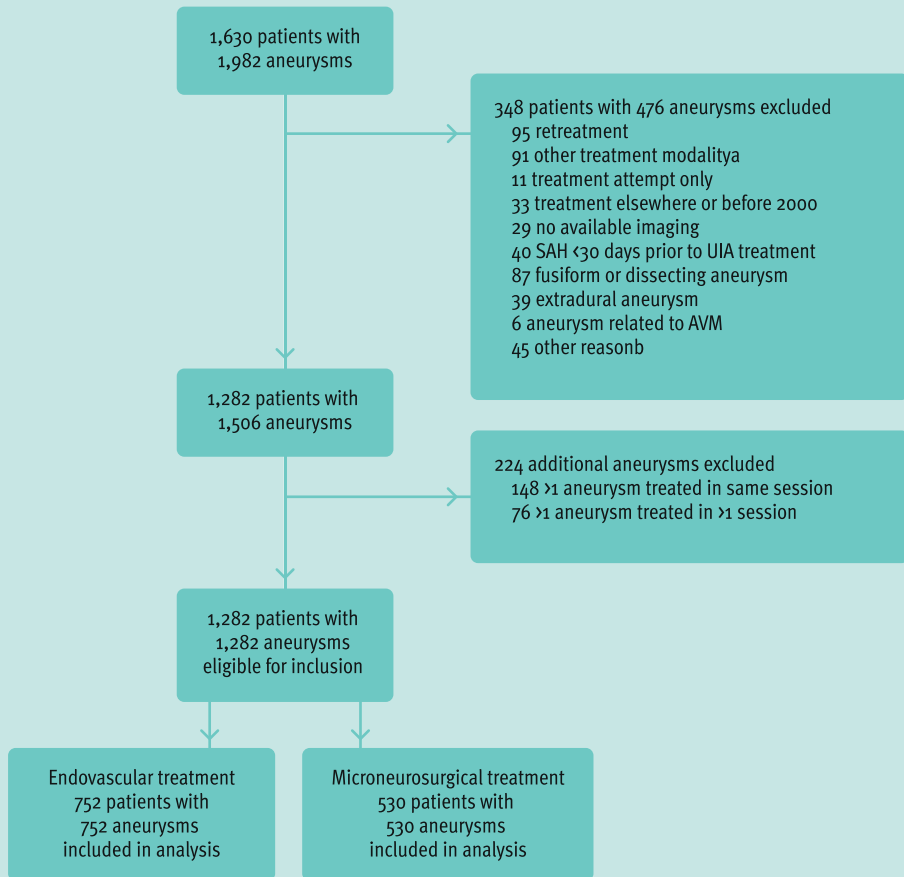 1,630 patients with
1,982 aneurysms
348 patients with 476 aneurysms excluded
95 retreatment
91 other treatment modalitya
11 treatment attempt only
33 treatment elsewhere or before 2000
29 no available imaging
40 SAH <30 days prior to UIA treatment
87 fusiform or dissecting aneurysm
39 extradural aneurysm
6 aneurysm related to AVM
45 other reasonb
1,282 patients with
1,506 aneurysms
224 additional aneurysms excluded
148 >1 aneurysm treated in same session
76 >1 aneurysm treated in >1 session
1,282 patients with
1,282 aneurysms
eligible for inclusion
Endovascular treatment
752 patients with
752 aneurysms
included in analysis
Microneurosurgical treatment
530 patients with
530 aneurysms
included in analysis